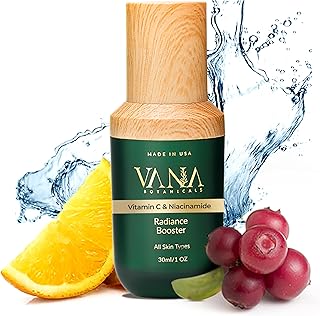 MADE IN USA
VANA
BOTANICALS
Vitamin C & Niacinamide
Radiance
Booster
All Skin Types
30ml/1 OZ